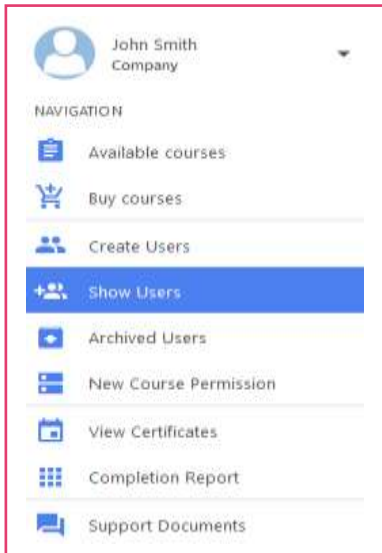 John Smith
Company
NAVIGATION
Available courses
Buy courses
Create Users
Show Users
Archived Users
New Course Permission
View Certificates
Completion Report
Support Documents